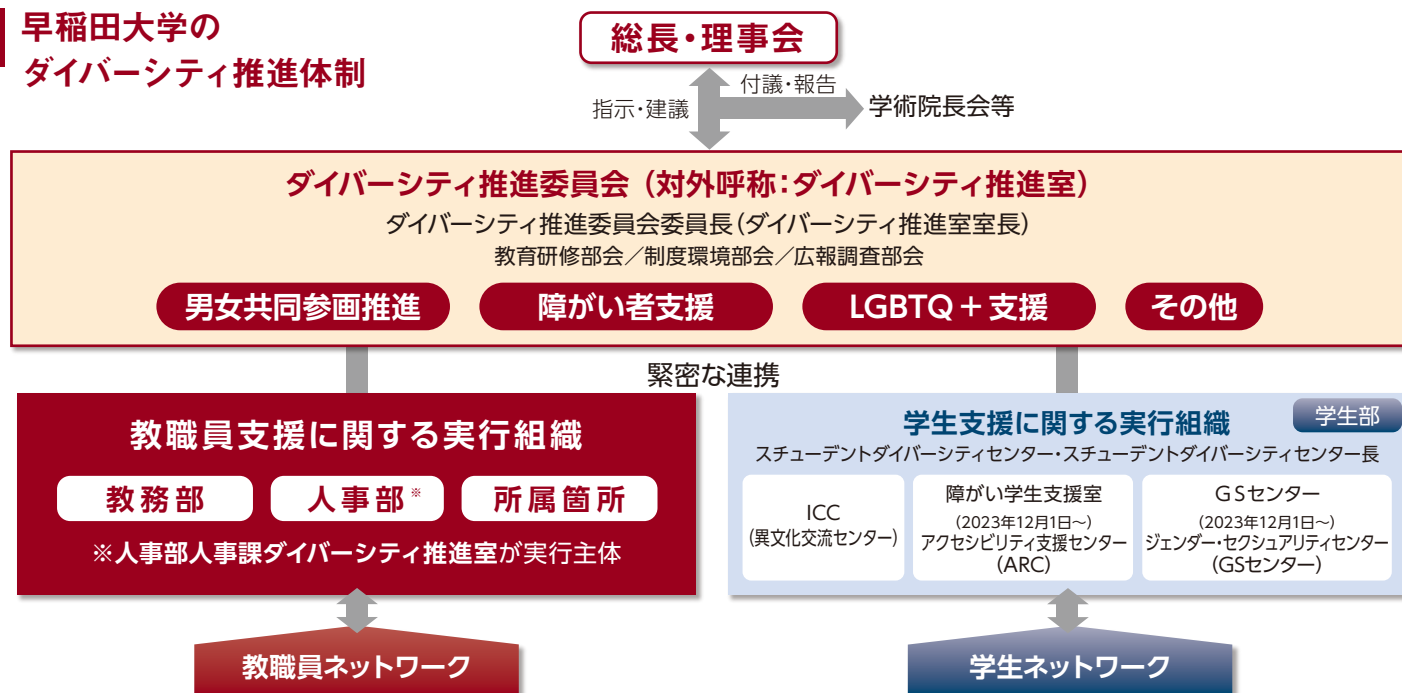 早稲田大学の
ダイバーシティ推進体制
総長・理事会
指示・建議
付議・報告
学術院長会等
ダイバーシティ推進委員会（対外呼称：ダイバーシティ推進室）
ダイバーシティ推進委員会委員長（ダイバーシティ推進室室長）
教育研修部会／制度環境部会／広報調査部会
男女共同参画推進
障がい者支援
LGBTQ＋支援
その他
緊密な連携
教職員支援に関する実行組織
教務部
人事部※
所属箇所
※人事部人事課ダイバーシティ推進室が実行主体
教職員ネットワーク
学生支援に関する実行組織
学生部
スチューデントダイバーシティセンター・スチューデントダイバーシティセンター長
ICC
(異文化交流センター)
障がい学生支援室
(2023年12月1日～)
アクセシビリティ支援センター
(ARC)
GSセンター
(2023年12月1日～)
ジェンダー・セクシュアリティセンター
(GSセンター)
学生ネットワーク